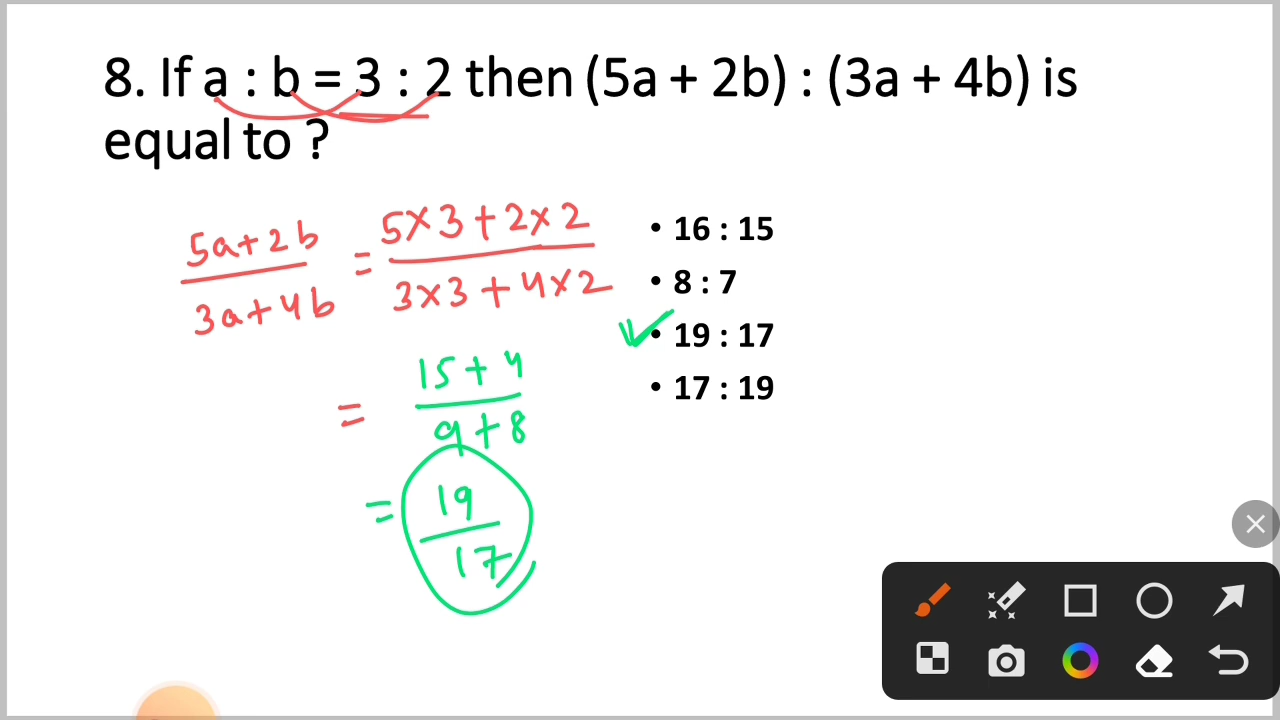 8. If a : b = 3 : 2 then (5a + 2b) : (3a + 4b) is
equal to ?
5a+2b / 3a+4b = 5×3+2×2 / 3×3+4×2
= 15+4 / 9+8
= 19 / 17
• 16 : 15
• 8 : 7
• 19 : 17
• 17 : 19